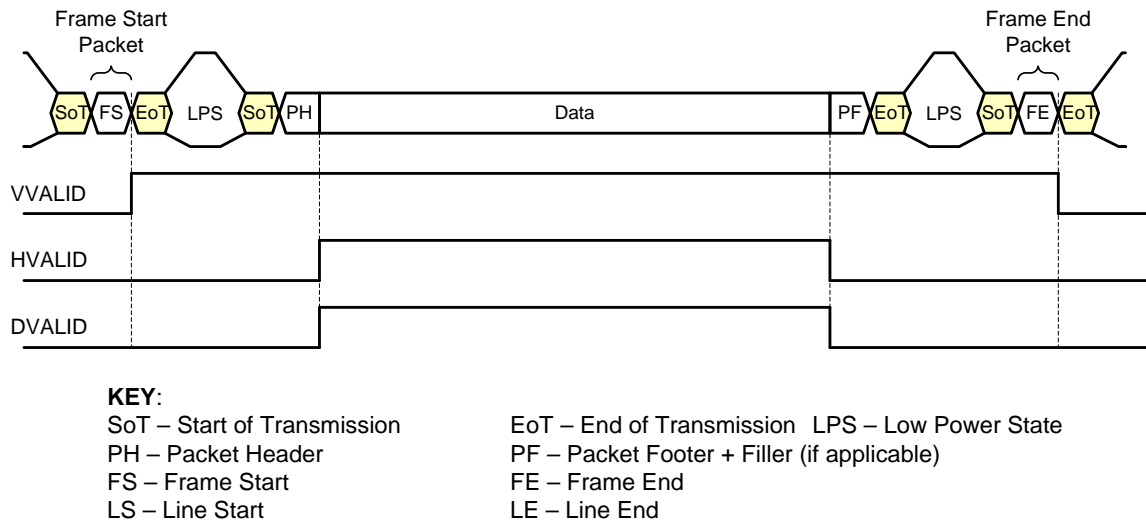 Frame Start
Packet
Frame End
Packet
SoT FS EoT LPS SoT PH Data PF EoT LPS SoT FE EoT
VVALID
HVALID
DVALID
KEY:
SoT – Start of Transmission EoT – End of Transmission LPS – Low Power State
PH – Packet Header PF – Packet Footer + Filler (if applicable)
FS – Frame Start FE – Frame End
LS – Line Start LE – Line End